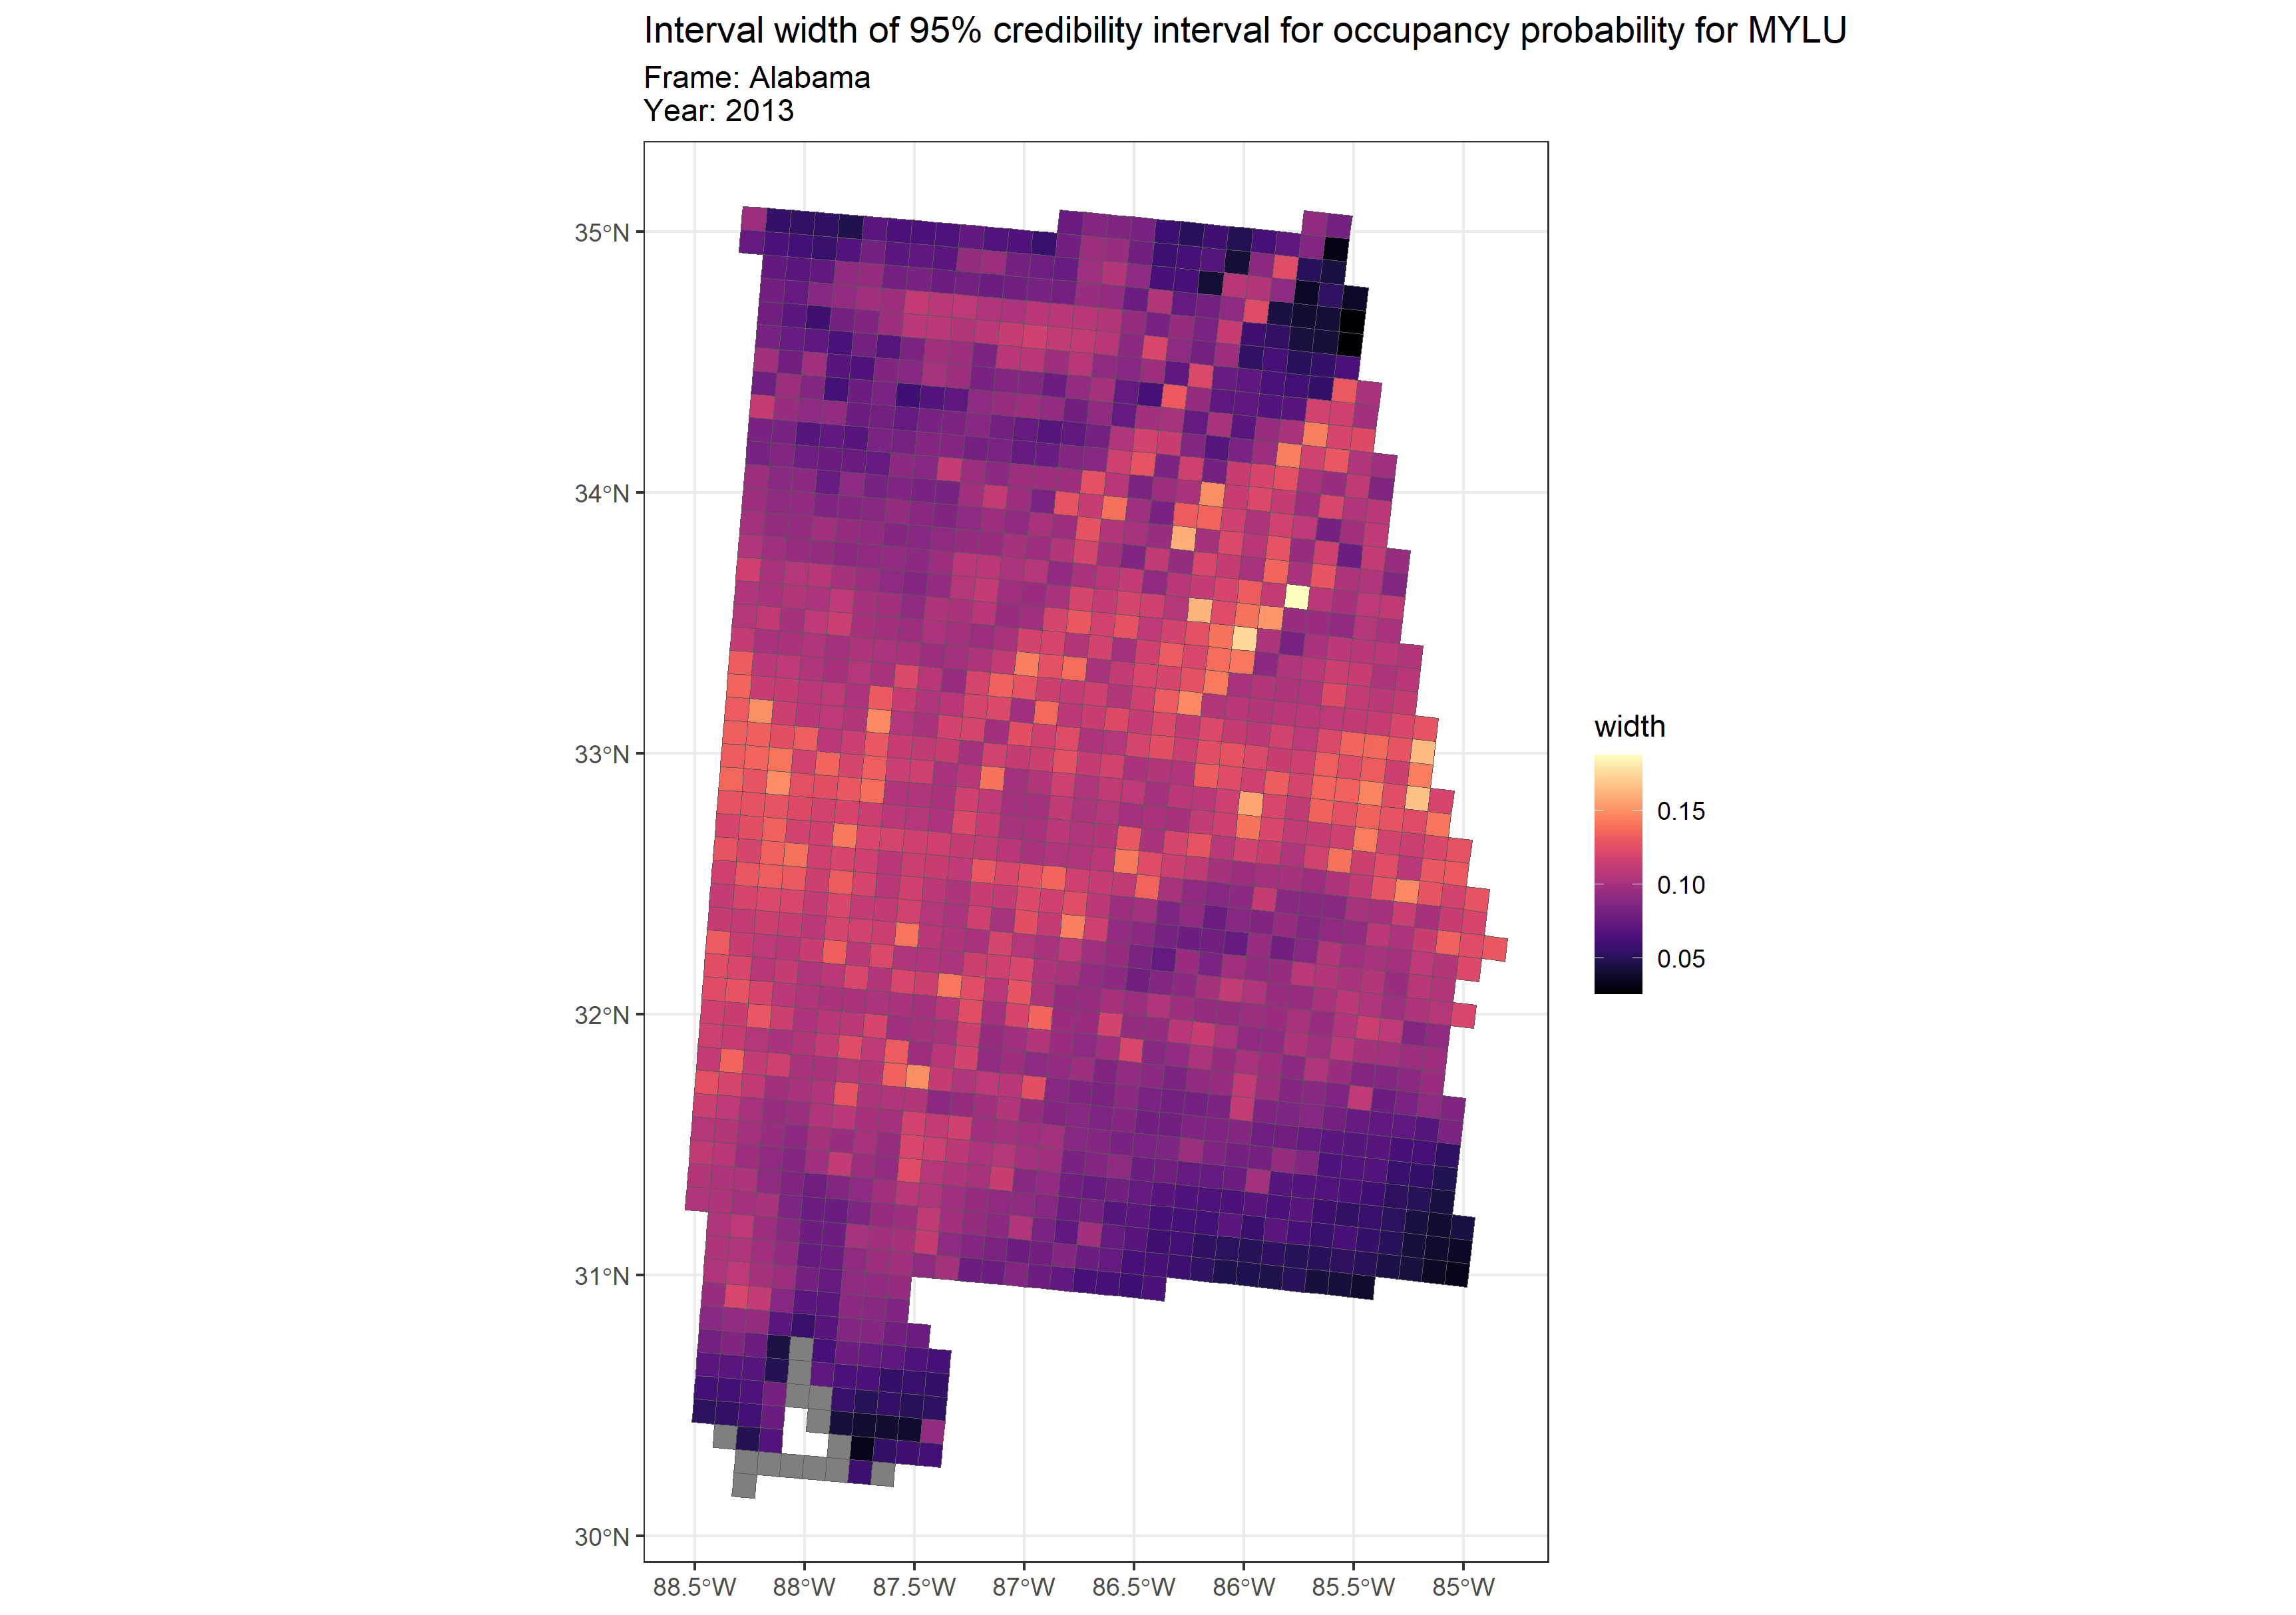 Interval width of 95% credibility interval for occupancy probability for MYLU
Frame: Alabama
Year: 2013
35°N
34°N
33°N
32°N
31°N
30°N
88.5°W 88°W 87.5°W 87°W 86.5°W 86°W 85.5°W 85°W
width
0.15
0.10
0.05